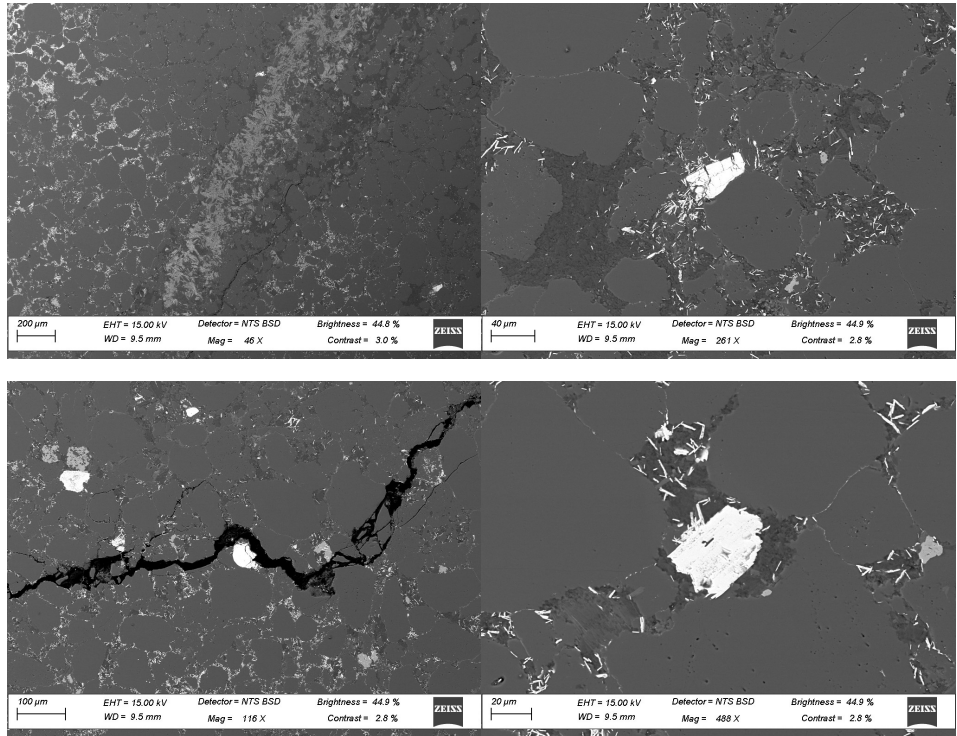 200 µm EHT = 15.00 kV Detector = NTS BSD Brightness = 44.8 % ZEISS
WD = 9.5 mm Mag = 46 X Contrast = 3.0 %
40 µm EHT = 15.00 kV Detector = NTS BSD Brightness = 44.9 % ZEISS
WD = 9.5 mm Mag = 261 X Contrast = 2.8 %
100 µm EHT = 15.00 kV Detector = NTS BSD Brightness = 44.9 % ZEISS
WD = 9.5 mm Mag = 116 X Contrast = 2.8 %
20 µm EHT = 15.00 kV Detector = NTS BSD Brightness = 44.9 % ZEISS
WD = 9.5 mm Mag = 488 X Contrast = 2.8 %